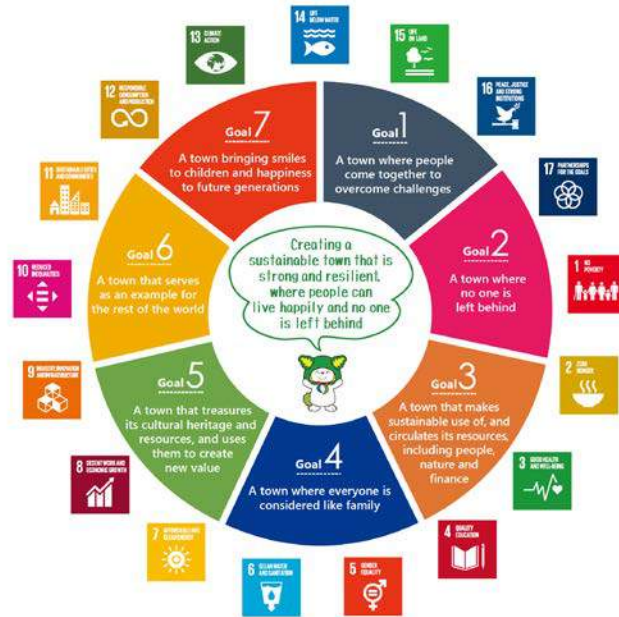 Goal 1
A town where people
come together to
overcome challenges
Goal 2
A town where
no one is
left behind
Goal 3
A town that makes
sustainable use of, and
circulates its resources,
including people,
nature and
finance
Goal 4
A town where everyone is
considered like family
Goal 5
A town that treasures
its cultural heritage and
resources, and uses
them to create
new value
Goal 6
A town that serves
as an example for
the rest of the world
Goal 7
A town bringing smiles
to children and happiness
to future generations
Creating a
sustainable town that is
strong and resilient,
where people can
live happily and no one
is left behind
1 NO
POVERTY
2 ZERO
HUNGER
3 GOOD HEALTH
AND WELL-BEING
4 QUALITY
EDUCATION
5 GENDER
EQUALITY
6 CLEAN WATER
AND SANITATION
7 AFFORDABLE AND
CLEAN ENERGY
8 DECENT WORK AND
ECONOMIC GROWTH
9 INDUSTRY, INNOVATION
AND INFRASTRUCTURE
10 REDUCED
INEQUALITIES
11 SUSTAINABLE CITIES
AND COMMUNITIES
12 RESPONSIBLE
CONSUMPTION
AND PRODUCTION
13 CLIMATE
ACTION
14 LIFE
BELOW WATER
15 LIFE
ON LAND
16 PEACE, JUSTICE
AND STRONG
INSTITUTIONS
17 PARTNERSHIPS
FOR THE GOALS